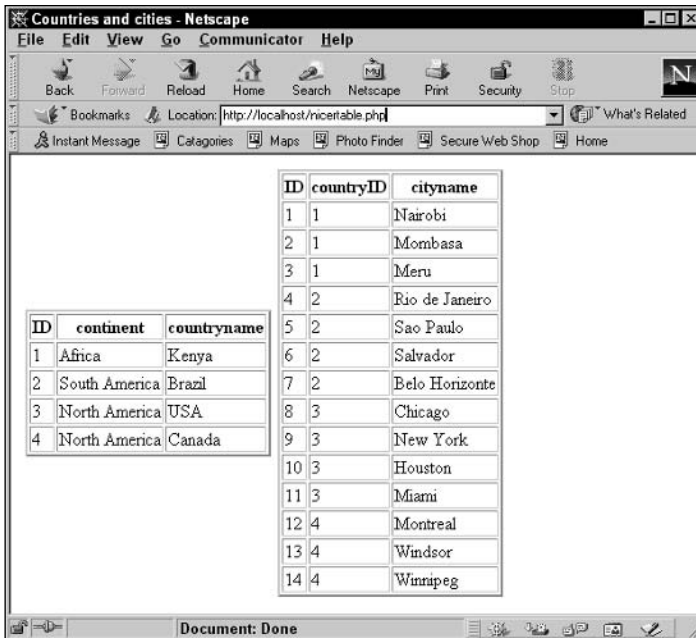 Countries and cities - Netscape
File Edit View Go Communicator Help
Back Forward Reload Home Search Netscape Print Security Stop
N
Bookmarks Location: http://localhost/nicertable.php What's Related
Instant Message Catagories Maps Photo Finder Secure Web Shop Home
ID continent countryname
1 Africa Kenya
2 South America Brazil
3 North America USA
4 North America Canada
ID countryID cityname
1 1 Nairobi
2 1 Mombasa
3 1 Meru
4 2 Rio de Janeiro
5 2 Sao Paulo
6 2 Salvador
7 2 Belo Horizonte
8 3 Chicago
9 3 New York
10 3 Houston
11 3 Miami
12 4 Montreal
13 4 Windsor
14 4 Winnipeg
Document: Done